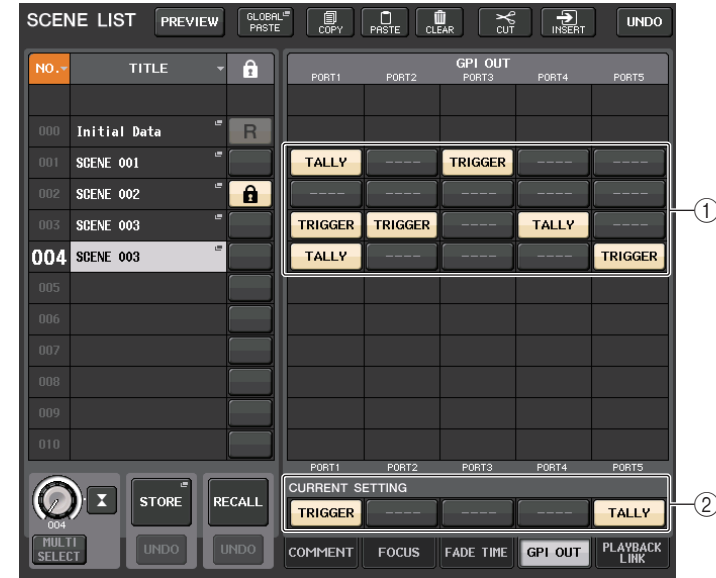 SCENE LIST PREVIEW GLOBAL PASTE COPY PASTE CLEAR CUT INSERT UNDO
NO. TITLE
GPI OUT
PORT1 PORT2 PORT3 PORT4 PORT5
000 Initial Data R
001 SCENE 001 TALLY ---- TRIGGER ---- ----
002 SCENE 002 ---- ---- ---- ---- ----
1
003 SCENE 003 TRIGGER TRIGGER ---- TALLY ----
004 SCENE 003 TALLY ---- ---- ---- TRIGGER
005
006
007
008
009
010
PORT1 PORT2 PORT3 PORT4 PORT5
CURRENT SETTING
STORE RECALL
TRIGGER ---- ---- ---- TALLY
2
004
MULTI SELECT UNDO UNDO
COMMENT FOCUS FADE TIME GPI OUT PLAYBACK LINK